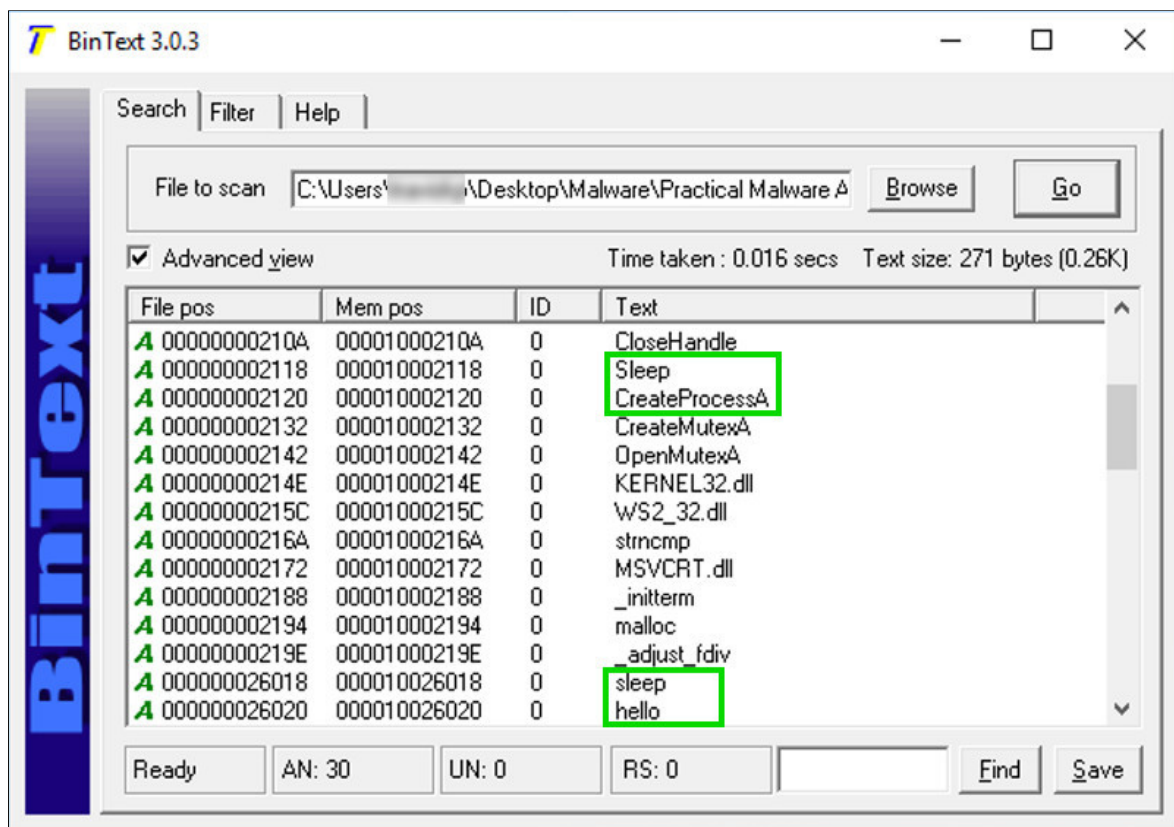 BinText 3.0.3
Search Filter Help
File to scan C:\Users\ \Desktop\Malware\Practical Malware A Browse Go
Advanced view Time taken : 0.016 secs Text size: 271 bytes (0.26K)
File pos Mem pos ID Text
A 00000000210A 00001000210A 0 CloseHandle
A 000000002118 000010002118 0 Sleep
A 000000002120 000010002120 0 CreateProcessA
A 000000002132 000010002132 0 CreateMutexA
A 000000002142 000010002142 0 OpenMutexA
A 00000000214E 00001000214E 0 KERNEL32.dll
A 00000000215C 00001000215C 0 WS2_32.dll
A 00000000216A 00001000216A 0 strncmp
A 000000002172 000010002172 0 MSVCRT.dll
A 000000002188 000010002188 0 _initterm
A 000000002194 000010002194 0 malloc
A 00000000219E 00001000219E 0 _adjust_fdiv
A 000000026018 000010026018 0 sleep
A 000000026020 000010026020 0 hello
Ready AN: 30 UN: 0 RS: 0 Find Save
BinText